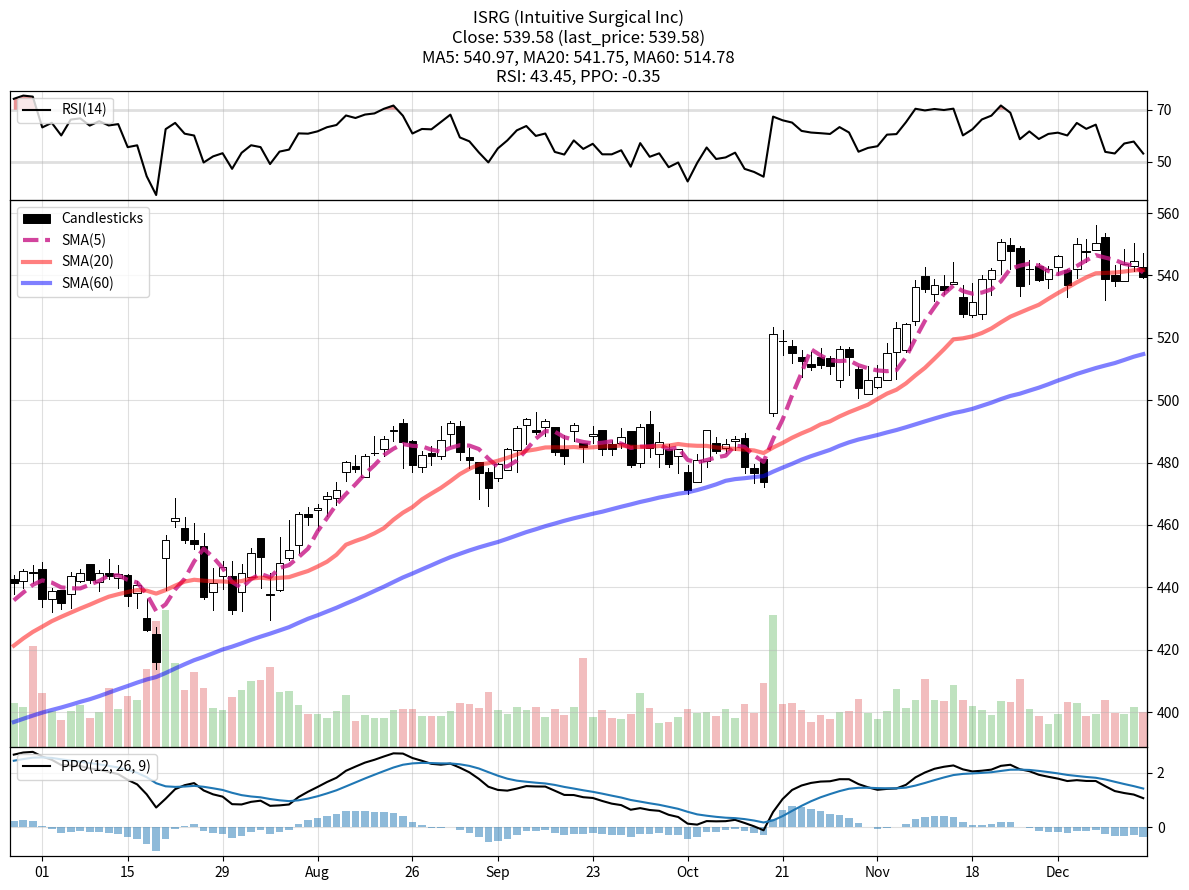 ISRG (Intuitive Surgical Inc)
Close: 539.58 (last_price: 539.58)
MA5: 540.97, MA20: 541.75, MA60: 514.78
RSI: 43.45, PPO: -0.35
RSI(14)
70
50
Candlesticks
SMA(5)
SMA(20)
SMA(60)
560
540
520
500
480
460
440
420
400
PPO(12, 26, 9)
2
0
01 15 29 Aug 26 Sep 23 Oct 21 Nov 18 Dec